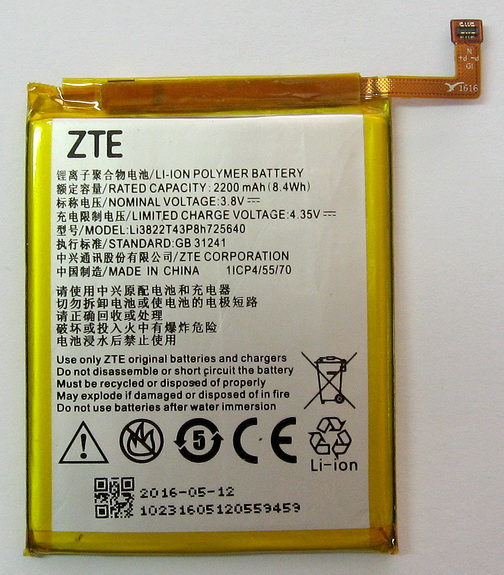 ZTE
锂离子聚合物电池/LI-ION POLYMER BATTERY
额定容量/RATED CAPACITY: 2200 mAh (8.4Wh)
标称电压/NOMINAL VOLTAGE:3.8V
充电限制电压/LIMITED CHARGE VOLTAGE:4.35V
型号/MODEL:Li3822T43P8h725640
执行标准/STANDARD:GB 31241
中兴通讯股份有限公司/ZTE CORPORATION
中国制造/MADE IN CHINA 1ICP4/55/70
请使用中兴原配电池和充电器
切勿拆卸电池或使电池的电极短路
请正确回收与处理
破坏或投入火中有爆炸危险
电池浸水后禁止使用
Use only ZTE original batteries and chargers
Do not disassemble or short circuit the battery
Must be recycled or disposed of properly
May explode if damaged or disposed of in fire
Do not use batteries after water immersion
5 CE
Li-ion
2016-05-12
10231605120559459
1616